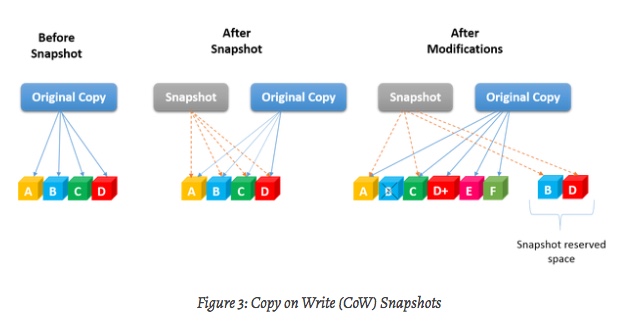 Before
Snapshot
After
Snapshot
After
Modifications
Original Copy
Snapshot
Original Copy
Snapshot
Original Copy
A B C D
A B C D
A B C D+ E F
B D
Snapshot reserved
space
Figure 3: Copy on Write (CoW) Snapshots